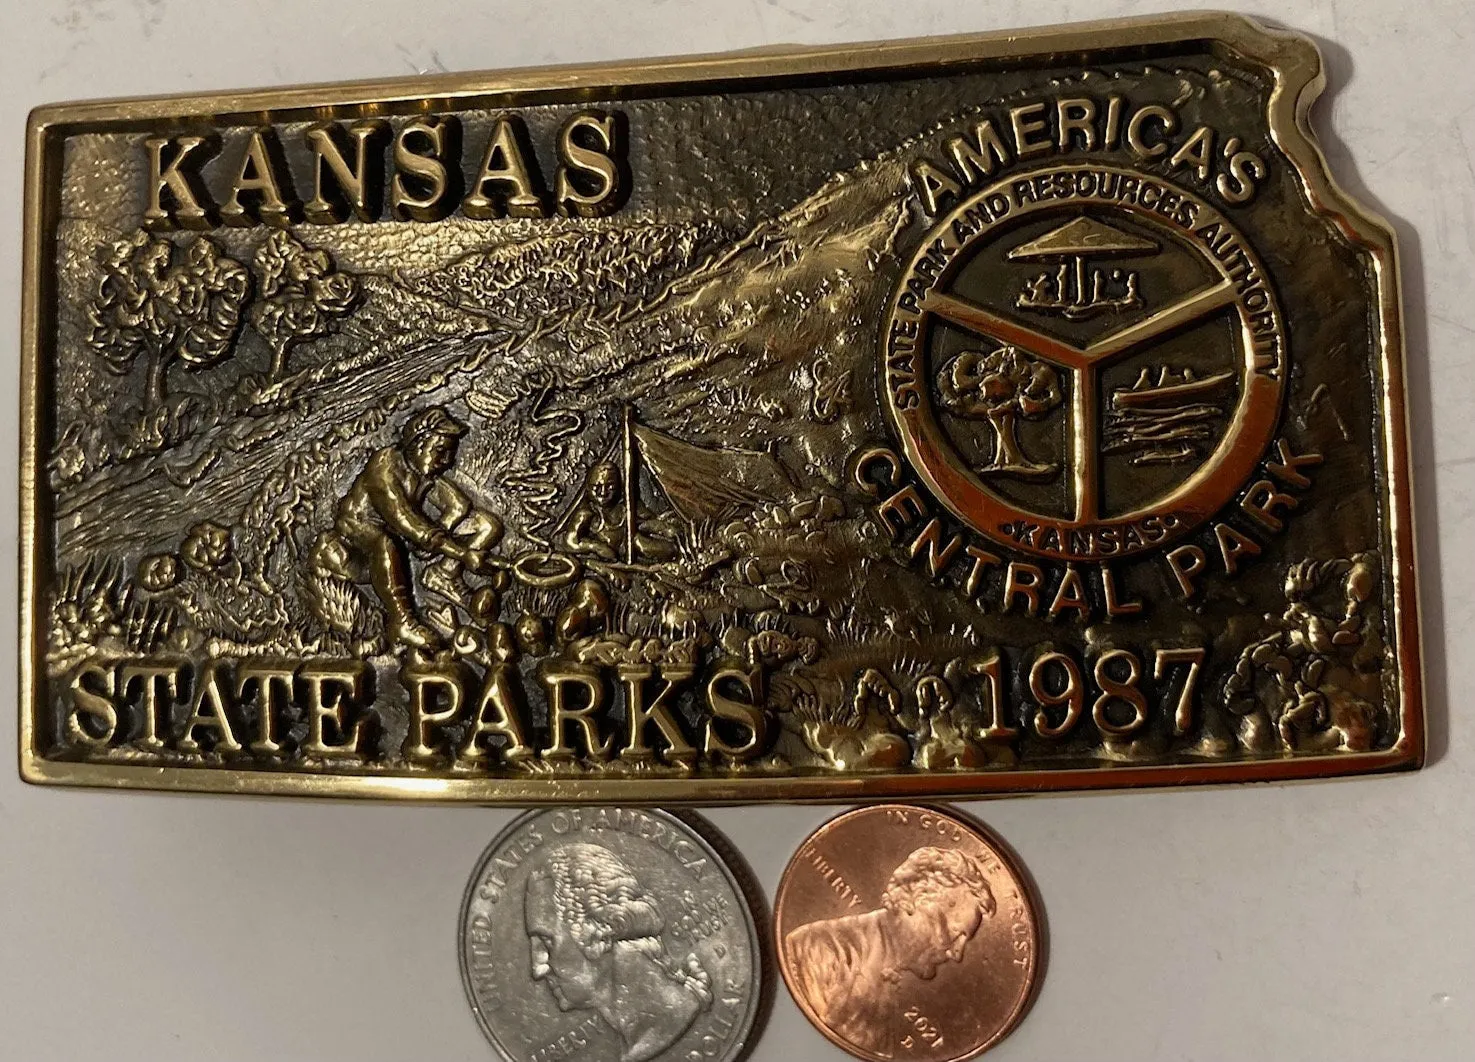 KANSAS
AMERICA'S
STATE PARK AND RESOURCES AUTHORITY
•KANSAS•
CENTRAL PARK
STATE PARKS
1987
UNITED STATES OF AMERICA
LIBERTY
IN GOD WE TRUST
D
DOLLAR
IN GOD WE TRUST
LIBERTY
2021
D